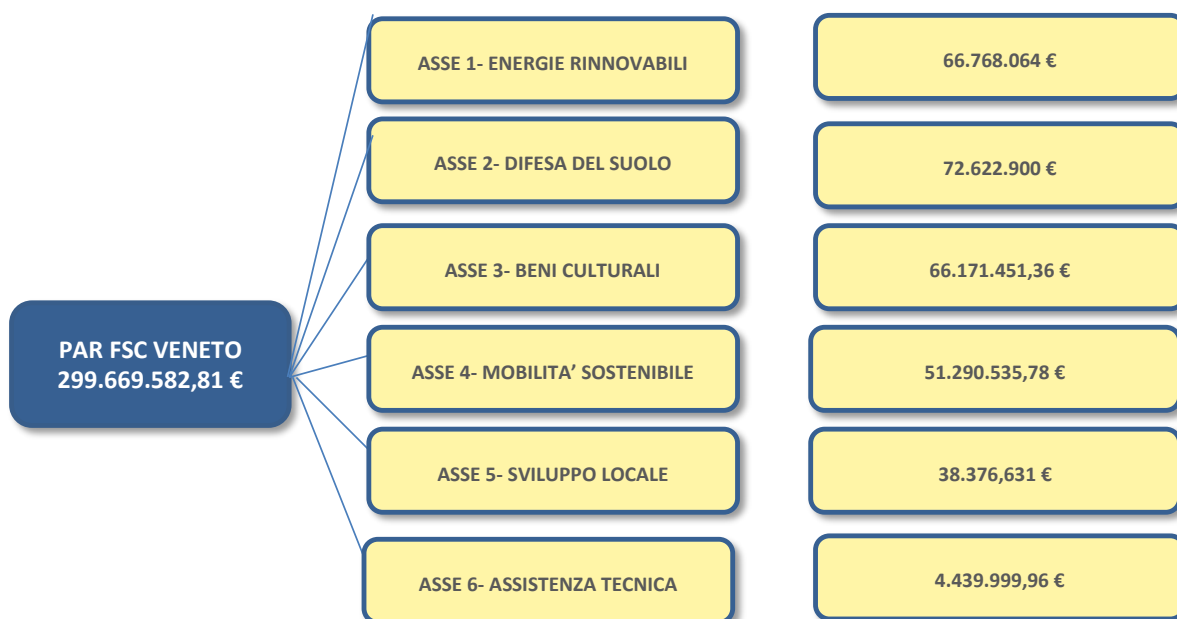 ASSE 1- ENERGIE RINNOVABILI
66.768.064 €
ASSE 2- DIFESA DEL SUOLO
72.622.900 €
ASSE 3- BENI CULTURALI
66.171.451,36 €
PAR FSC VENETO
299.669.582,81 €
ASSE 4- MOBILITA’ SOSTENIBILE
51.290.535,78 €
ASSE 5- SVILUPPO LOCALE
38.376,631 €
ASSE 6- ASSISTENZA TECNICA
4.439.999,96 €